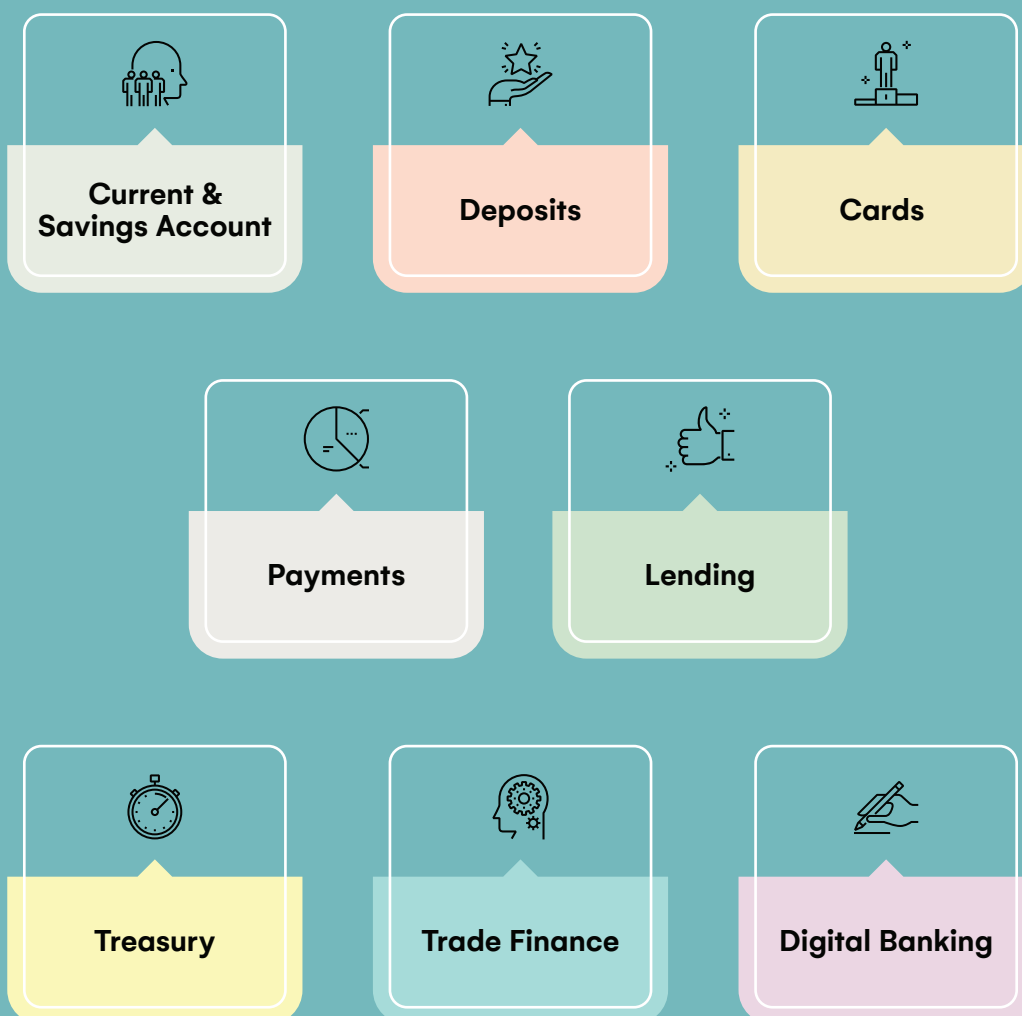 Current &
Savings Account
Deposits
Cards
Payments
Lending
Treasury
Trade Finance
Digital Banking